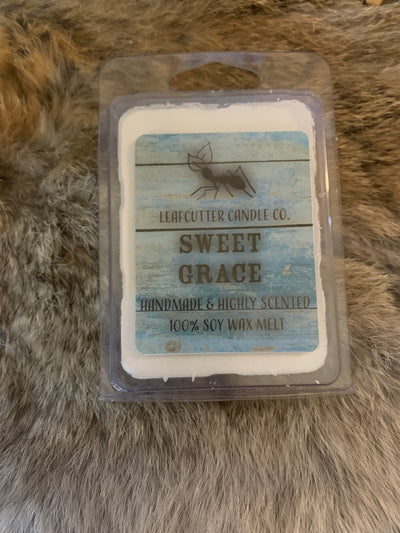 LEAFCUTTER CANDLE CO.
SWEET
GRACE
HANDMADE & HIGHLY SCENTED
100% SOY WAX MELT